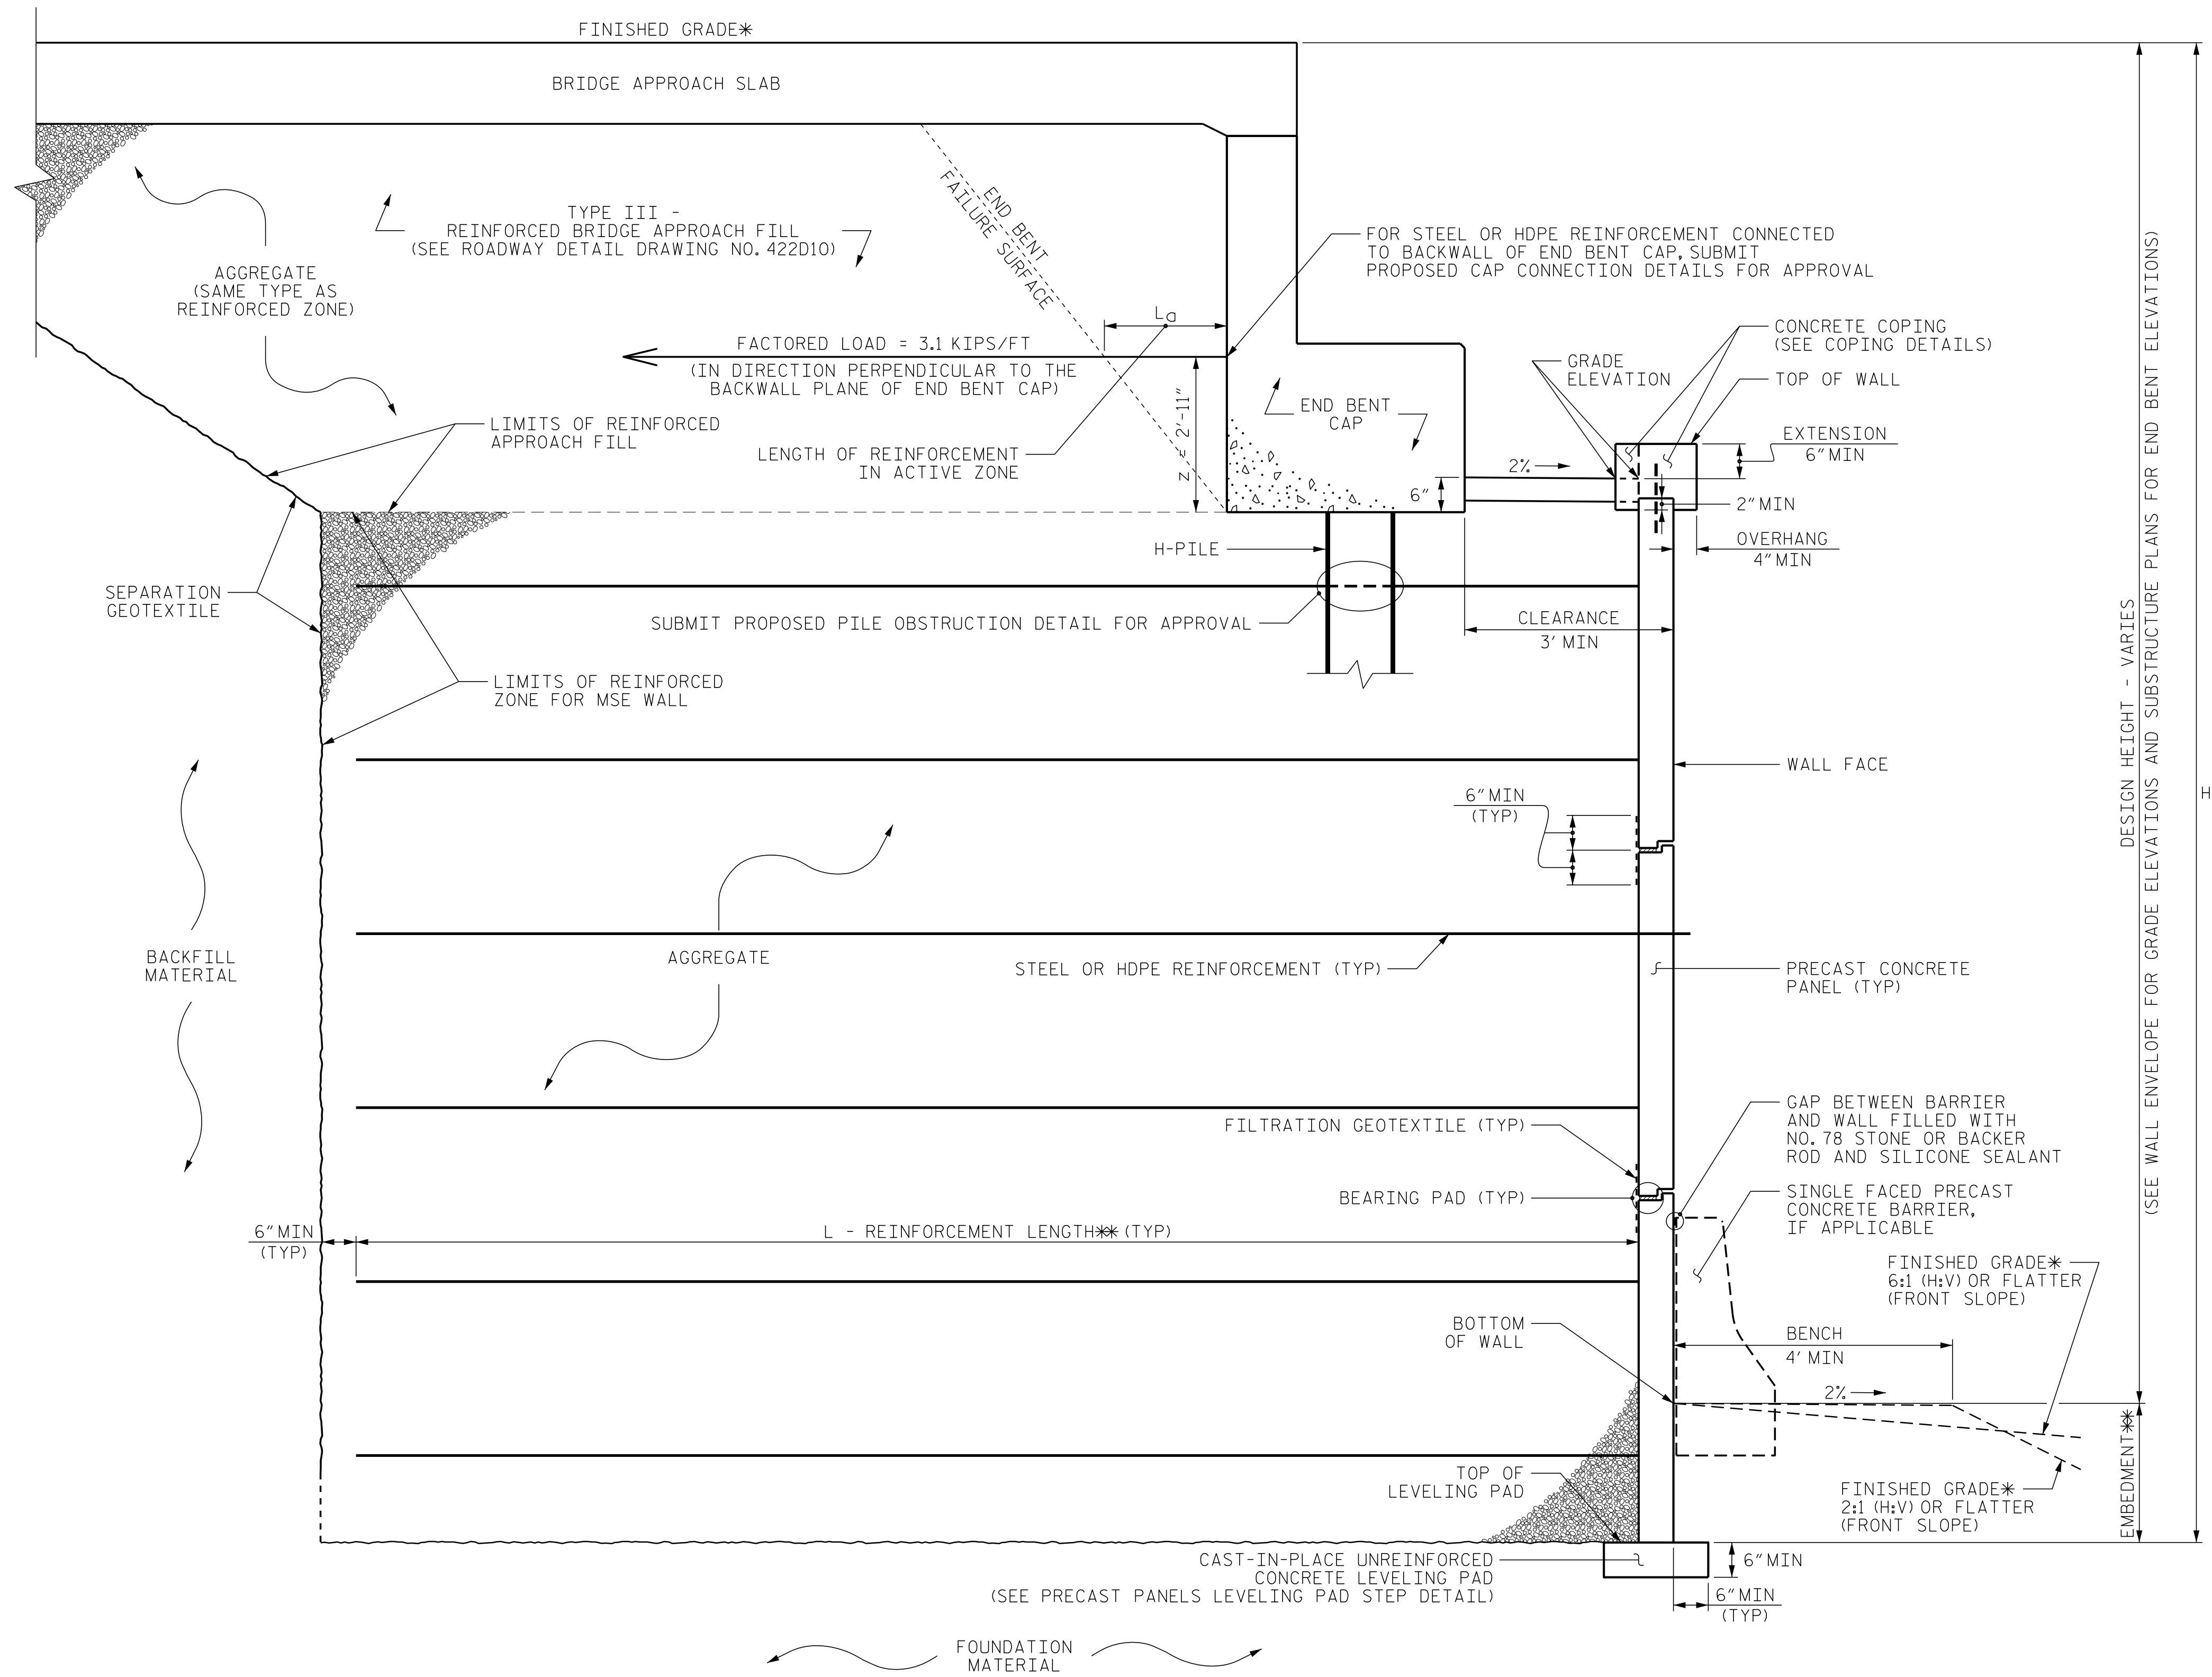 FINISHED GRADE*
BRIDGE APPROACH SLAB
TYPE III -
REINFORCED BRIDGE APPROACH FILL
(SEE ROADWAY DETAIL DRAWING NO. 422D10)
END BENT
FAILURE SURFACE
AGGREGATE
(SAME TYPE AS
REINFORCED ZONE)
FOR STEEL OR HDPE REINFORCEMENT CONNECTED
TO BACKWALL OF END BENT CAP, SUBMIT
PROPOSED CAP CONNECTION DETAILS FOR APPROVAL
La
FACTORED LOAD = 3.1 KIPS/FT
(IN DIRECTION PERPENDICULAR TO THE
BACKWALL PLANE OF END BENT CAP)
z = 2'-11"
CONCRETE COPING
(SEE COPING DETAILS)
GRADE
ELEVATION
TOP OF WALL
END BENT
CAP
LIMITS OF REINFORCED
APPROACH FILL
LENGTH OF REINFORCEMENT
IN ACTIVE ZONE
EXTENSION
6" MIN
2%
6"
2" MIN
OVERHANG
4" MIN
H-PILE
SEPARATION
GEOTEXTILE
SUBMIT PROPOSED PILE OBSTRUCTION DETAIL FOR APPROVAL
CLEARANCE
3' MIN
LIMITS OF REINFORCED
ZONE FOR MSE WALL
WALL FACE
6" MIN
(TYP)
DESIGN HEIGHT - VARIES
(SEE WALL ENVELOPE FOR GRADE ELEVATIONS AND SUBSTRUCTURE PLANS FOR END BENT ELEVATIONS)
H
BACKFILL
MATERIAL
AGGREGATE
STEEL OR HDPE REINFORCEMENT (TYP)
PRECAST CONCRETE
PANEL (TYP)
FILTRATION GEOTEXTILE (TYP)
GAP BETWEEN BARRIER
AND WALL FILLED WITH
NO. 78 STONE OR BACKER
ROD AND SILICONE SEALANT
BEARING PAD (TYP)
SINGLE FACED PRECAST
CONCRETE BARRIER,
IF APPLICABLE
6" MIN
(TYP)
L - REINFORCEMENT LENGTH** (TYP)
FINISHED GRADE*
6:1 (H:V) OR FLATTER
(FRONT SLOPE)
BOTTOM
OF WALL
BENCH
4' MIN
2%
EMBEDMENT**
TOP OF
LEVELING PAD
FINISHED GRADE*
2:1 (H:V) OR FLATTER
(FRONT SLOPE)
CAST-IN-PLACE UNREINFORCED
CONCRETE LEVELING PAD
(SEE PRECAST PANELS LEVELING PAD STEP DETAIL)
6" MIN
6" MIN
(TYP)
FOUNDATION
MATERIAL